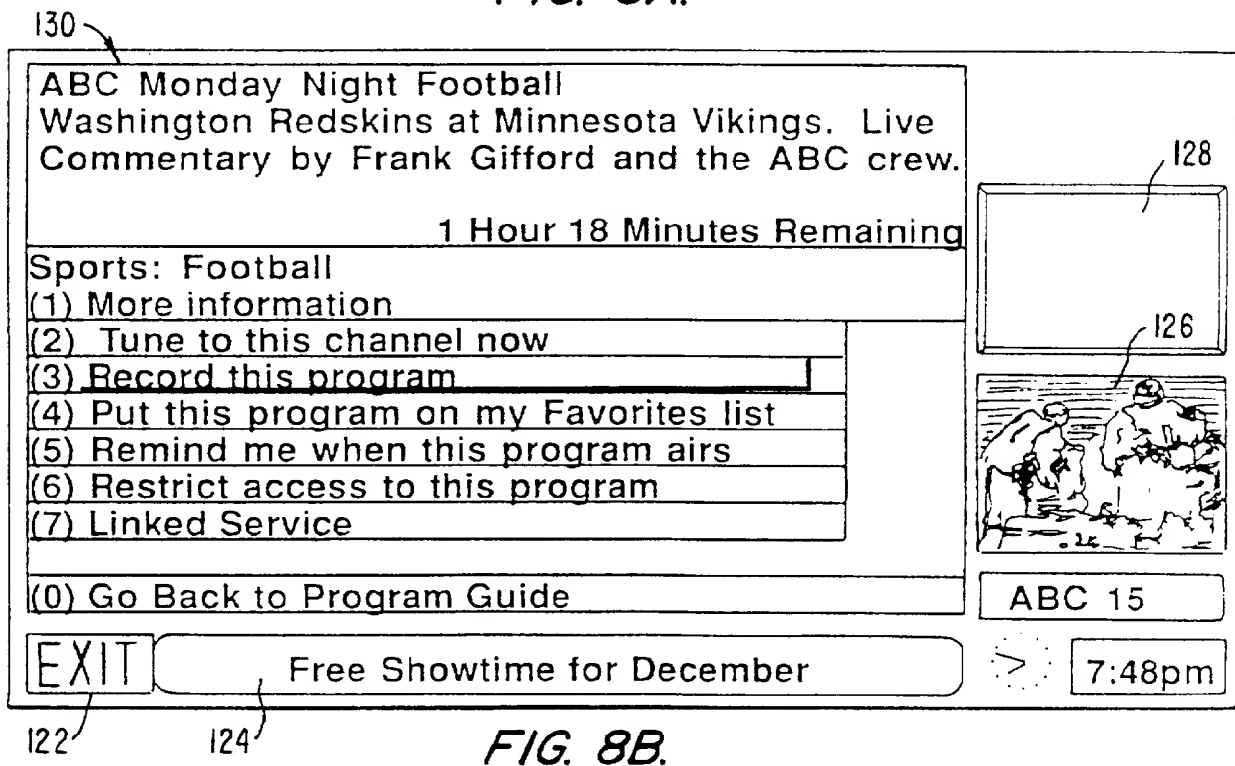 130
ABC Monday Night Football
Washington Redskins at Minnesota Vikings. Live
Commentary by Frank Gifford and the ABC crew.
1 Hour 18 Minutes Remaining
Sports: Football
(1) More information
(2) Tune to this channel now
(3) Record this program
(4) Put this program on my Favorites list
(5) Remind me when this program airs
(6) Restrict access to this program
(7) Linked Service
(0) Go Back to Program Guide
128
126
ABC 15
EXIT
Free Showtime for December
7:48pm
122
124
FIG. 8B.